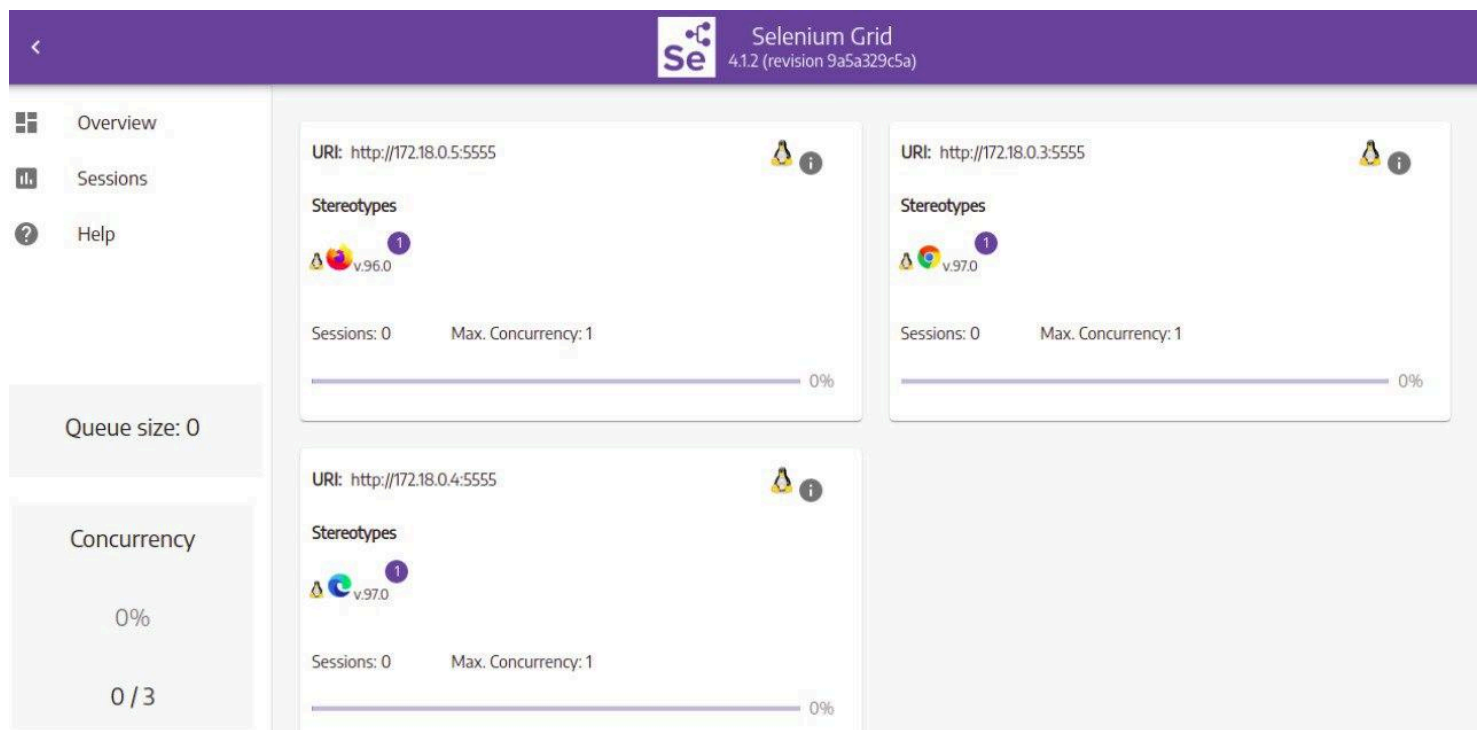 Se
Selenium Grid
4.1.2 (revision 9a5a329c5a)
Overview
Sessions
Help
Queue size: 0
Concurrency
0%
0 / 3
URI: http://172.18.0.5:5555
Stereotypes
v.96.0
1
Sessions: 0 Max. Concurrency: 1
0%
URI: http://172.18.0.3:5555
Stereotypes
v.97.0
1
Sessions: 0 Max. Concurrency: 1
0%
URI: http://172.18.0.4:5555
Stereotypes
v.97.0
1
Sessions: 0 Max. Concurrency: 1
0%